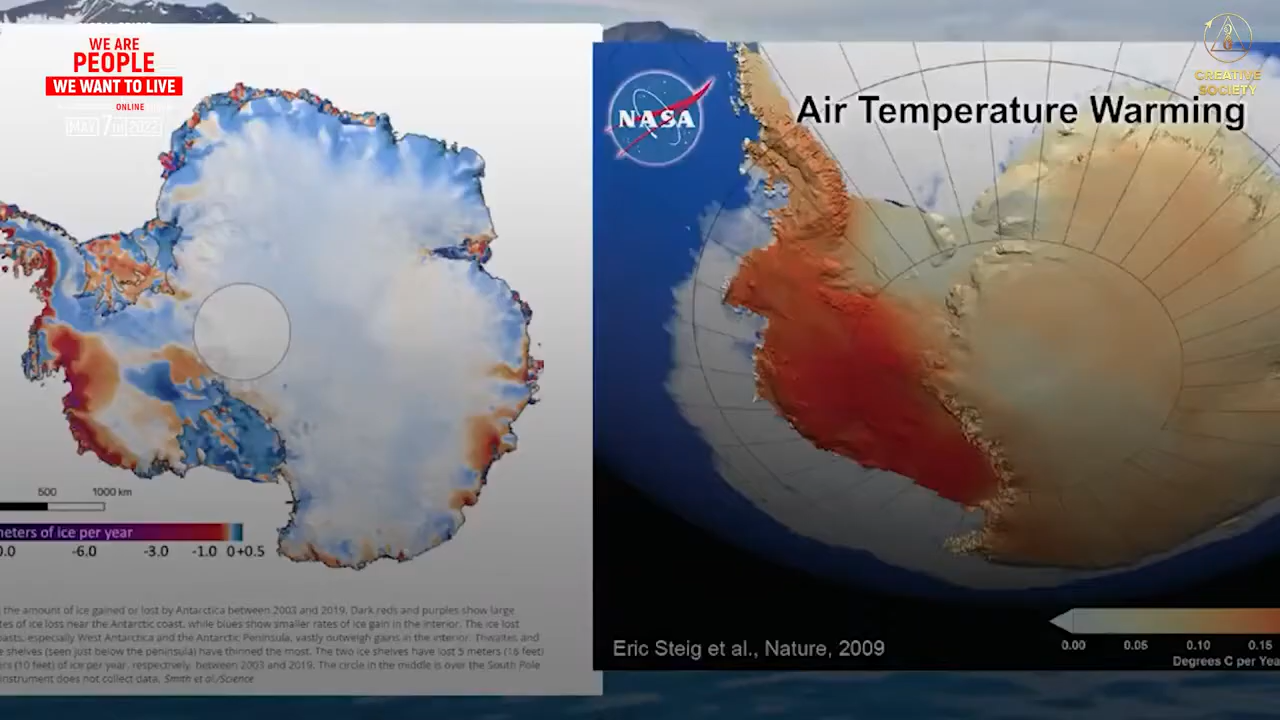 WE ARE
PEOPLE
WE WANT TO LIVE
ONLINE
MAY 7TH 2022
NASA
Air Temperature Warming
CREATIVE
SOCIETY
500 1000 km
meters of ice per year
-6.0 -3.0 -1.0 0 +0.5
the amount of ice gained or lost by Antarctica between 2003 and 2019. Dark reds and purples show large
of ice loss near the Antarctic coast, while blues show smaller rates of ice gain in the interior. The ice lost
especially West Antarctica and the Antarctic Peninsula, vastly outweigh gains in the interior. Thwaites and
shelves (seen just below the peninsula) have thinned the most. The two ice shelves have lost 5 meters (16 feet)
(10 feet) of ice per year, respectively, between 2003 and 2019. The circle in the middle is over the South Pole
instrument does not collect data. Smith et al./Science
Eric Steig et al., Nature, 2009
0.00 0.05 0.10 0.15
Degrees C per Yea